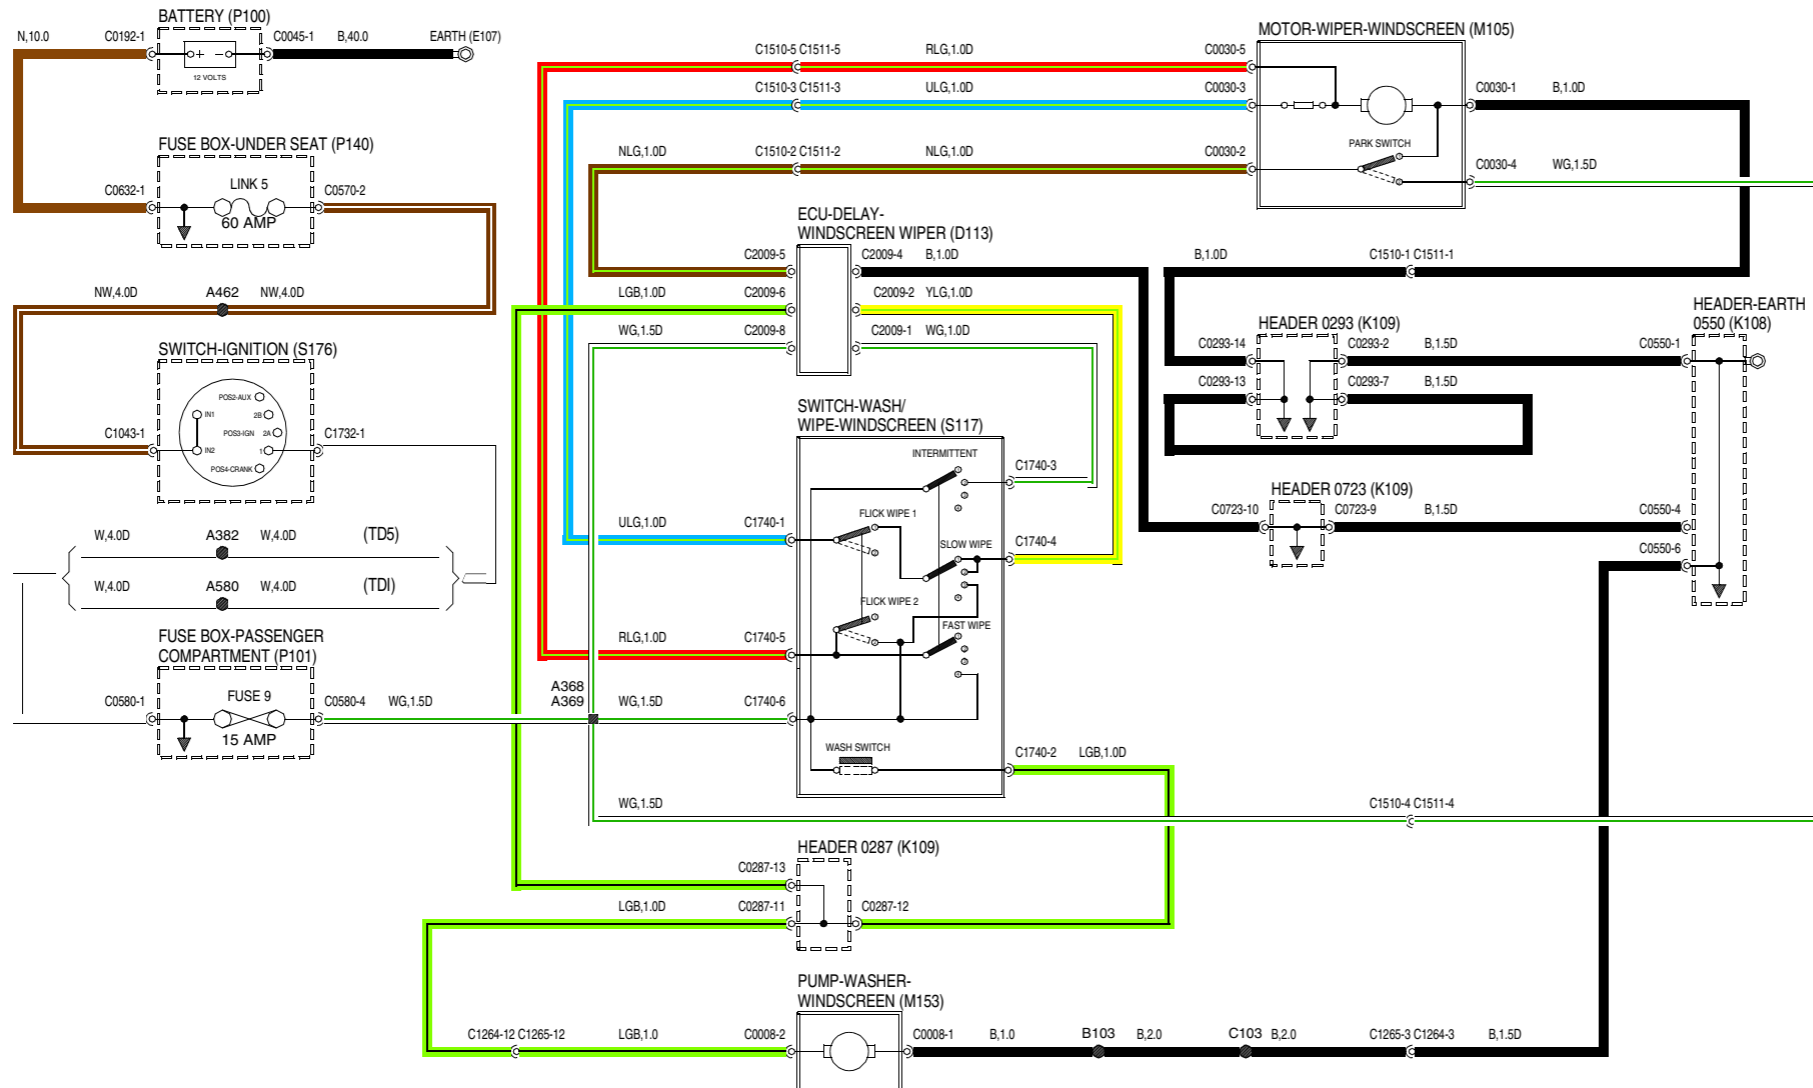 BATTERY (P100)
N,10.0 C0192-1 C0045-1 B,40.0 EARTH (E107)
+ −
12 VOLTS
FUSE BOX-UNDER SEAT (P140)
C0632-1 LINK 5 C0570-2
60 AMP
NW,4.0D A462 NW,4.0D
SWITCH-IGNITION (S176)
POS2-AUX
IN1 2B
POS3-IGN 2A
C1043-1 IN2 1 C1732-1
POS4-CRANK
W,4.0D A382 W,4.0D (TD5)
W,4.0D A580 W,4.0D (TDI)
FUSE BOX-PASSENGER
COMPARTMENT (P101)
C0580-1 FUSE 9 C0580-4 WG,1.5D
15 AMP
MOTOR-WIPER-WINDSCREEN (M105)
C1510-5 C1511-5 RLG,1.0D C0030-5
C1510-3 C1511-3 ULG,1.0D C0030-3 C0030-1 B,1.0D
NLG,1.0D C1510-2 C1511-2 NLG,1.0D C0030-2 PARK SWITCH C0030-4 WG,1.5D
ECU-DELAY-
WINDSCREEN WIPER (D113)
C2009-5 C2009-4 B,1.0D B,1.0D C1510-1 C1511-1
LGB,1.0D C2009-6 C2009-2 YLG,1.0D
WG,1.5D C2009-8 C2009-1 WG,1.0D
HEADER 0293 (K109)
HEADER-EARTH
0550 (K108)
C0293-14 C0293-2 B,1.5D C0550-1
C0293-13 C0293-7 B,1.5D
SWITCH-WASH/
WIPE-WINDSCREEN (S117)
INTERMITTENT
C1740-3
HEADER 0723 (K109)
C0723-10 C0723-9 B,1.5D C0550-4
ULG,1.0D C1740-1 FLICK WIPE 1
SLOW WIPE C1740-4
C0550-6
FLICK WIPE 2
FAST WIPE
RLG,1.0D C1740-5
A368
A369 WG,1.5D C1740-6
WASH SWITCH C1740-2 LGB,1.0D
WG,1.5D C1510-4 C1511-4
HEADER 0287 (K109)
C0287-13
LGB,1.0D C0287-11 C0287-12
PUMP-WASHER-
WINDSCREEN (M153)
C1264-12 C1265-12 LGB,1.0 C0008-2 C0008-1 B,1.0 B103 B,2.0 C103 B,2.0 C1265-3 C1264-3 B,1.5D